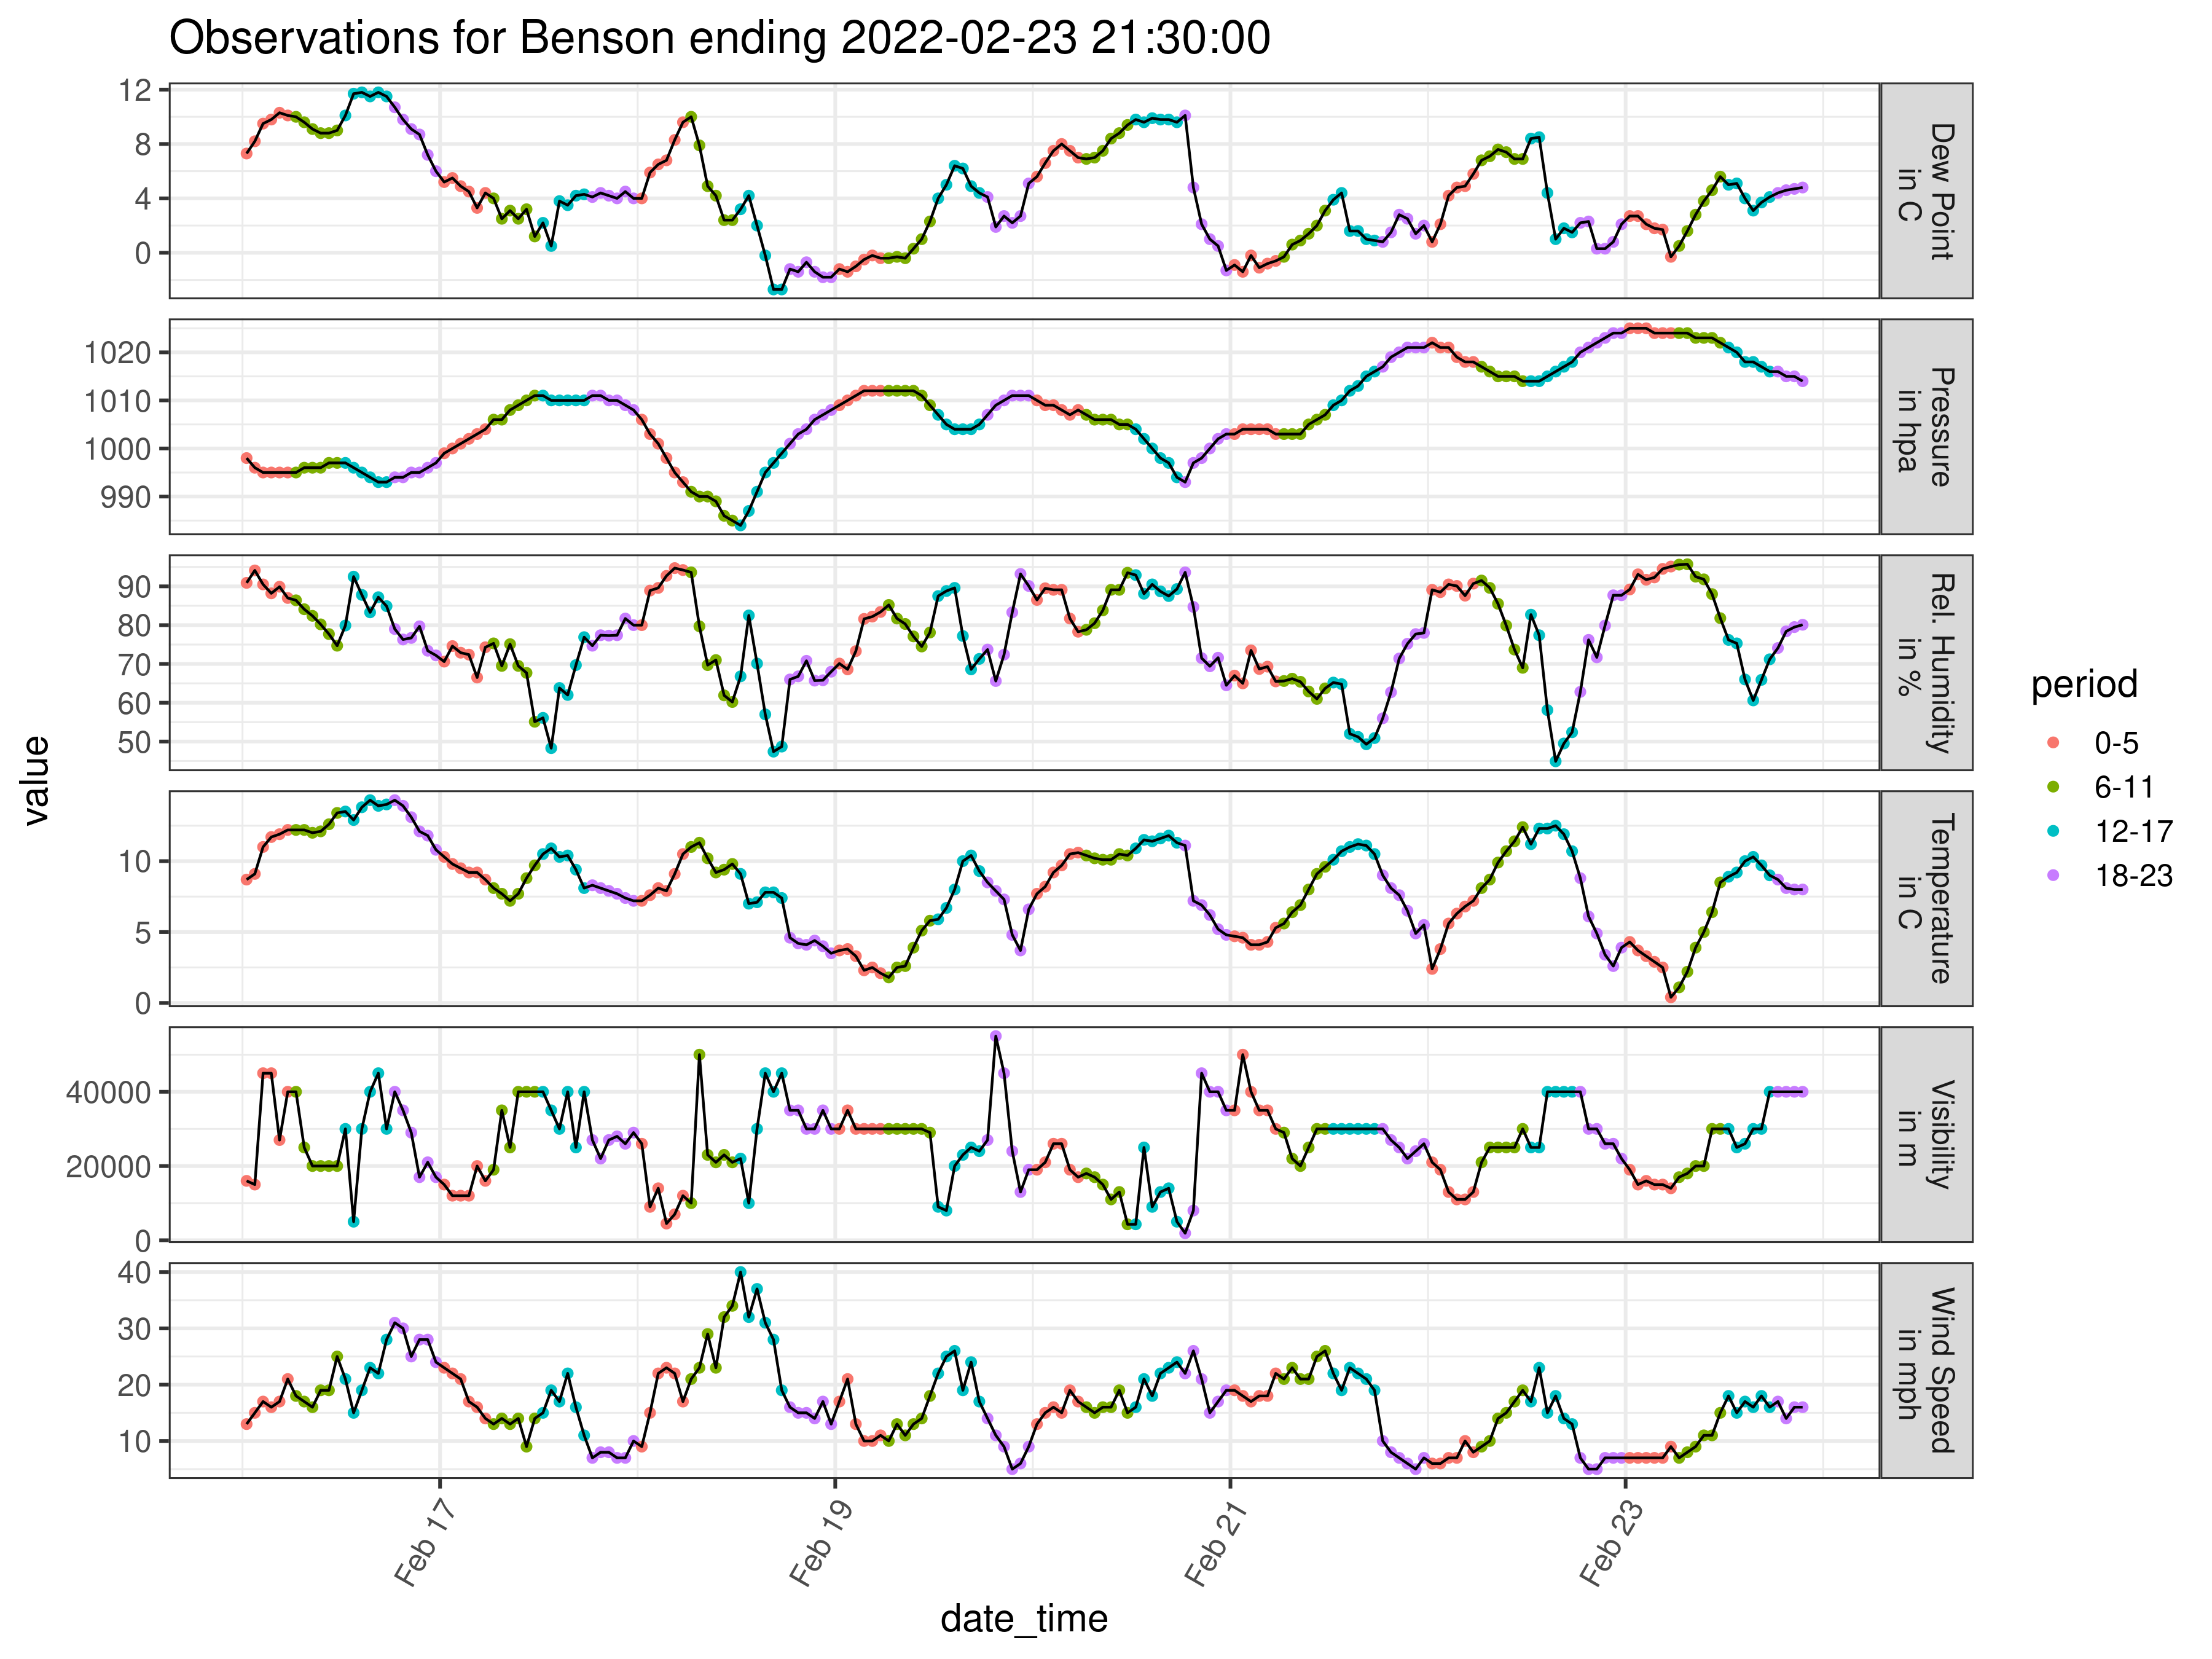 Observations for Benson ending 2022-02-23 21:30:00
value
12
8
4
0
Dew Point
in C
1020
1010
1000
990
Pressure
in hpa
90
80
70
60
50
Rel. Humidity
in %
10
5
0
Temperature
in C
40000
20000
0
Visibility
in m
40
30
20
10
Wind Speed
in mph
Feb 17
Feb 19
Feb 21
Feb 23
date_time
period
0-5
6-11
12-17
18-23